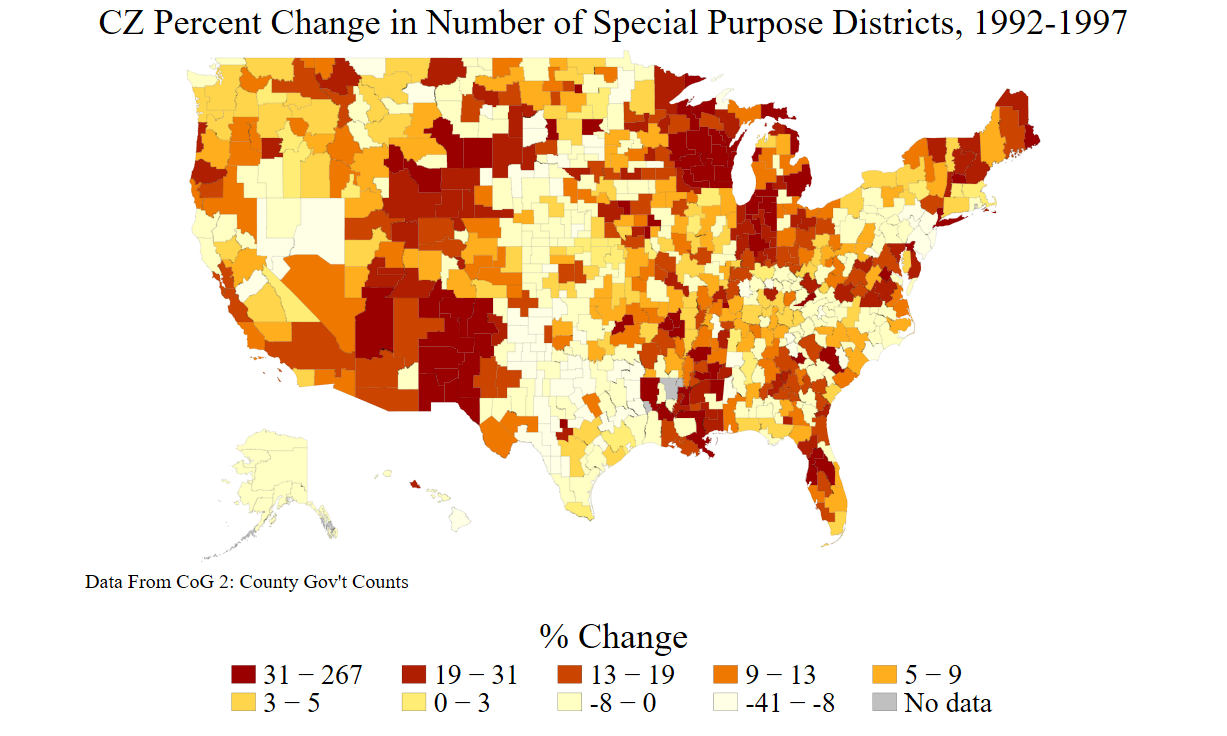 CZ Percent Change in Number of Special Purpose Districts, 1992-1997
Data From CoG 2: County Gov't Counts
% Change
31 − 267 19 − 31 13 − 19 9 − 13 5 − 9
3 − 5 0 − 3 -8 − 0 -41 − -8 No data